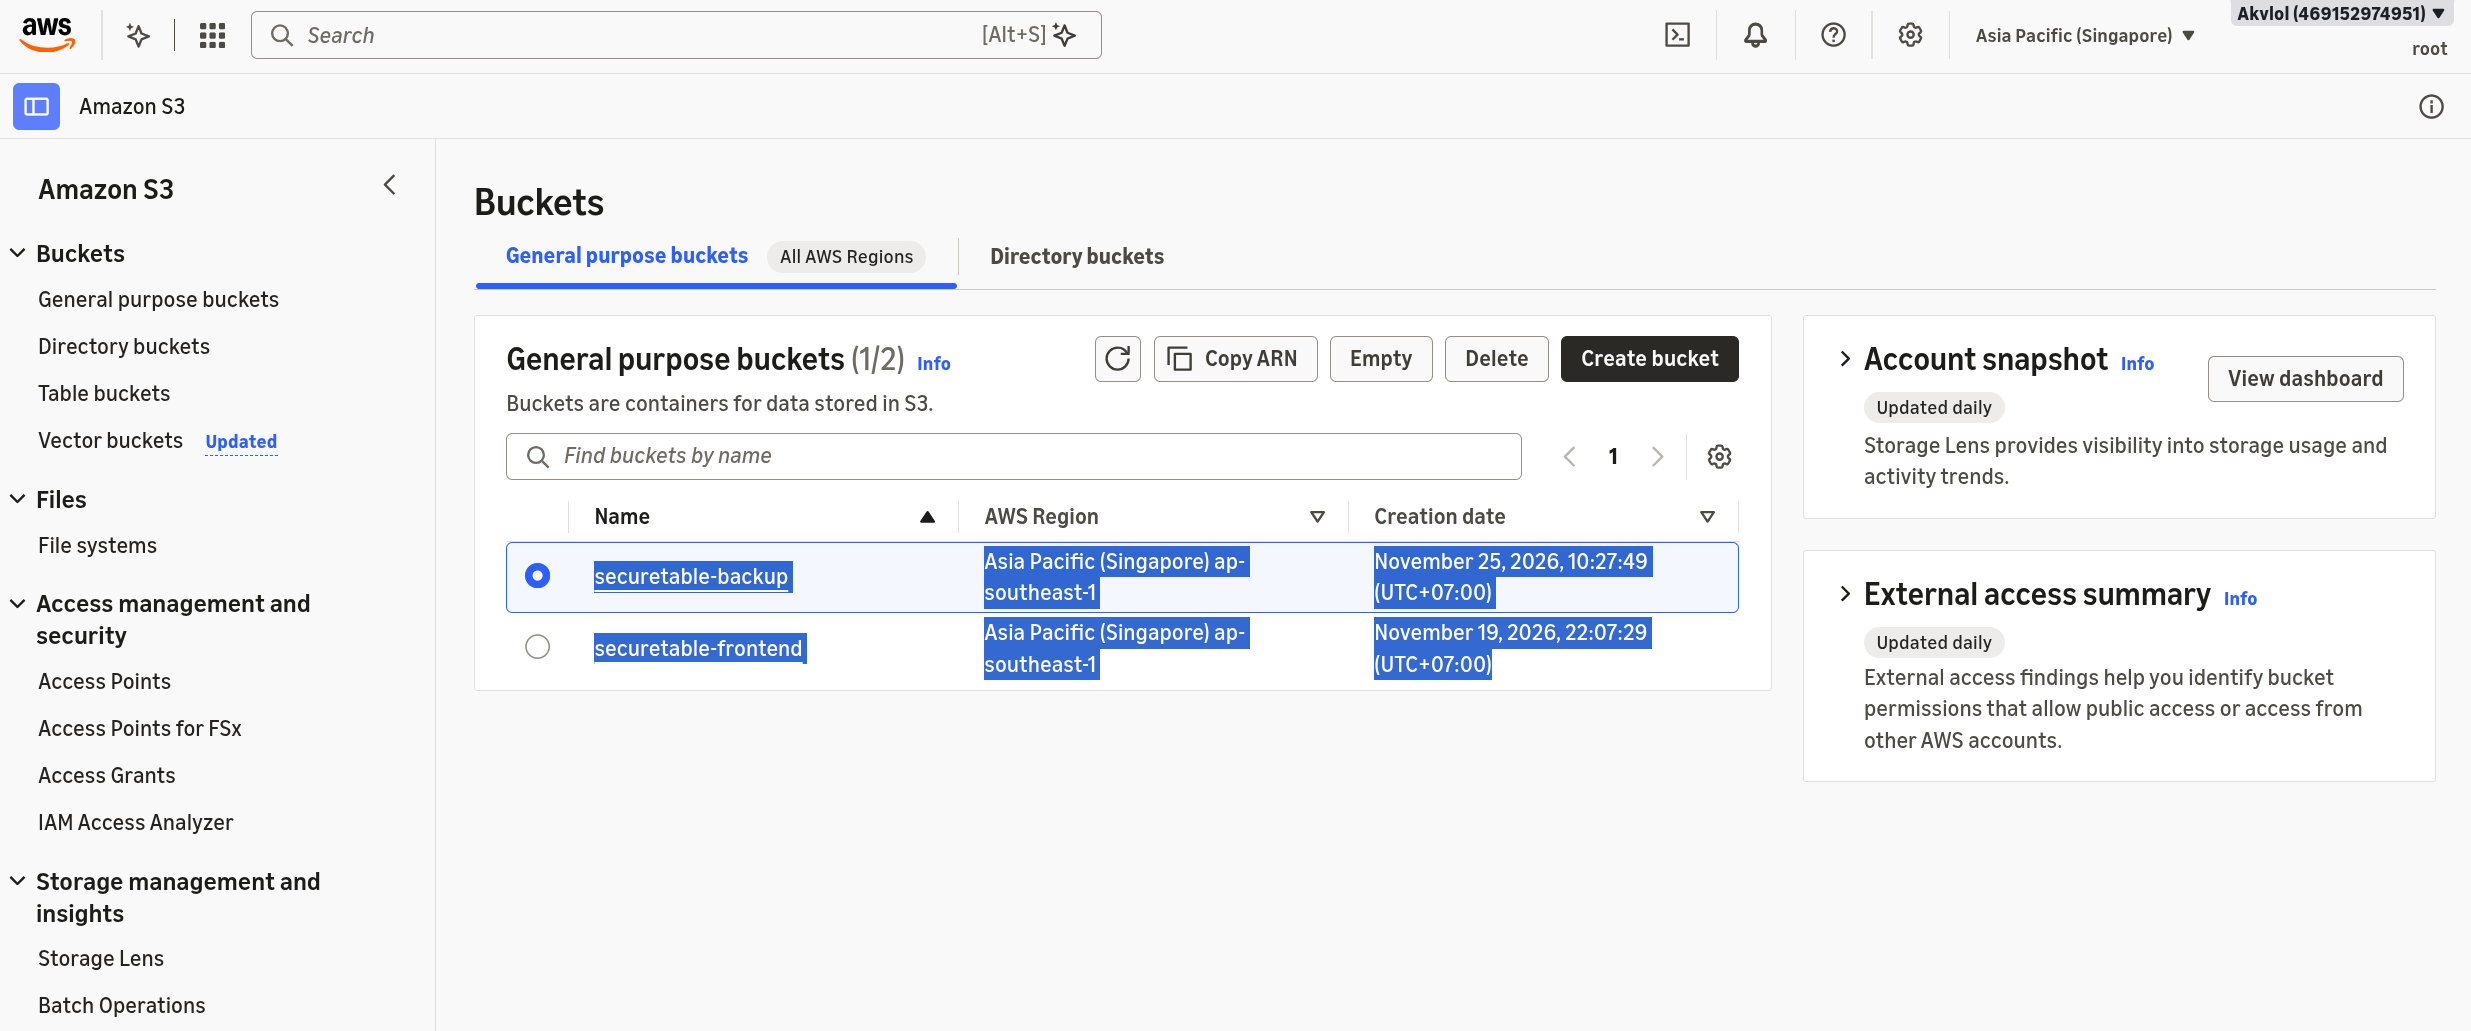 aws
Search
[Alt+S]
Asia Pacific (Singapore)
Akvlol (469152974951)
root
Amazon S3
Amazon S3
Buckets
General purpose buckets
Directory buckets
Table buckets
Vector buckets Updated
Files
File systems
Access management and
security
Access Points
Access Points for FSx
Access Grants
IAM Access Analyzer
Storage management and
insights
Storage Lens
Batch Operations
Buckets
General purpose buckets All AWS Regions
Directory buckets
General purpose buckets (1/2) Info
Copy ARN
Empty
Delete
Create bucket
Buckets are containers for data stored in S3.
Find buckets by name
1
Name
AWS Region
Creation date
securetable-backup
Asia Pacific (Singapore) ap-
southeast-1
November 25, 2026, 10:27:49
(UTC+07:00)
securetable-frontend
Asia Pacific (Singapore) ap-
southeast-1
November 19, 2026, 22:07:29
(UTC+07:00)
Account snapshot Info
View dashboard
Updated daily
Storage Lens provides visibility into storage usage and
activity trends.
External access summary Info
Updated daily
External access findings help you identify bucket
permissions that allow public access or access from
other AWS accounts.